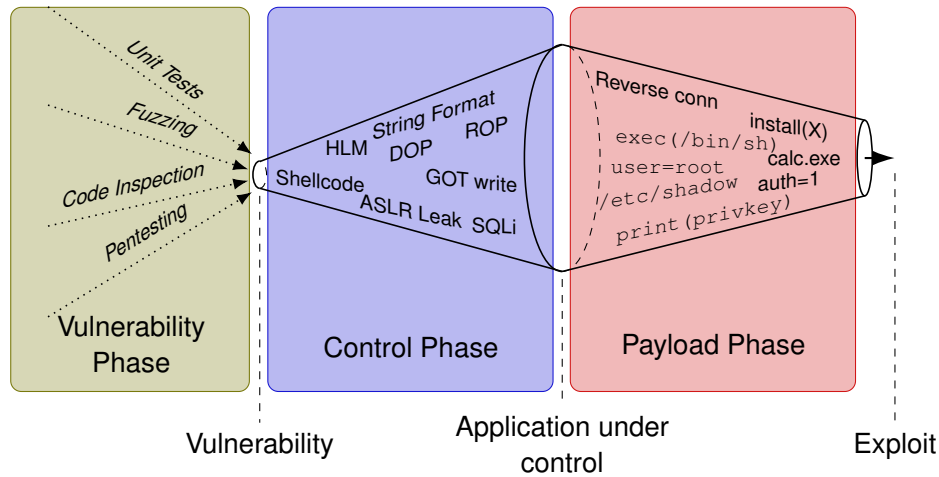 Unit Tests
Fuzzing
Code Inspection
Pentesting
Vulnerability
Phase
String Format
HLM
DOP
ROP
Shellcode
GOT write
ASLR Leak
SQLi
Control Phase
Reverse conn
install(X)
exec(/bin/sh)
calc.exe
user=root
auth=1
/etc/shadow
print(privkey)
Payload Phase
Vulnerability
Application under
control
Exploit